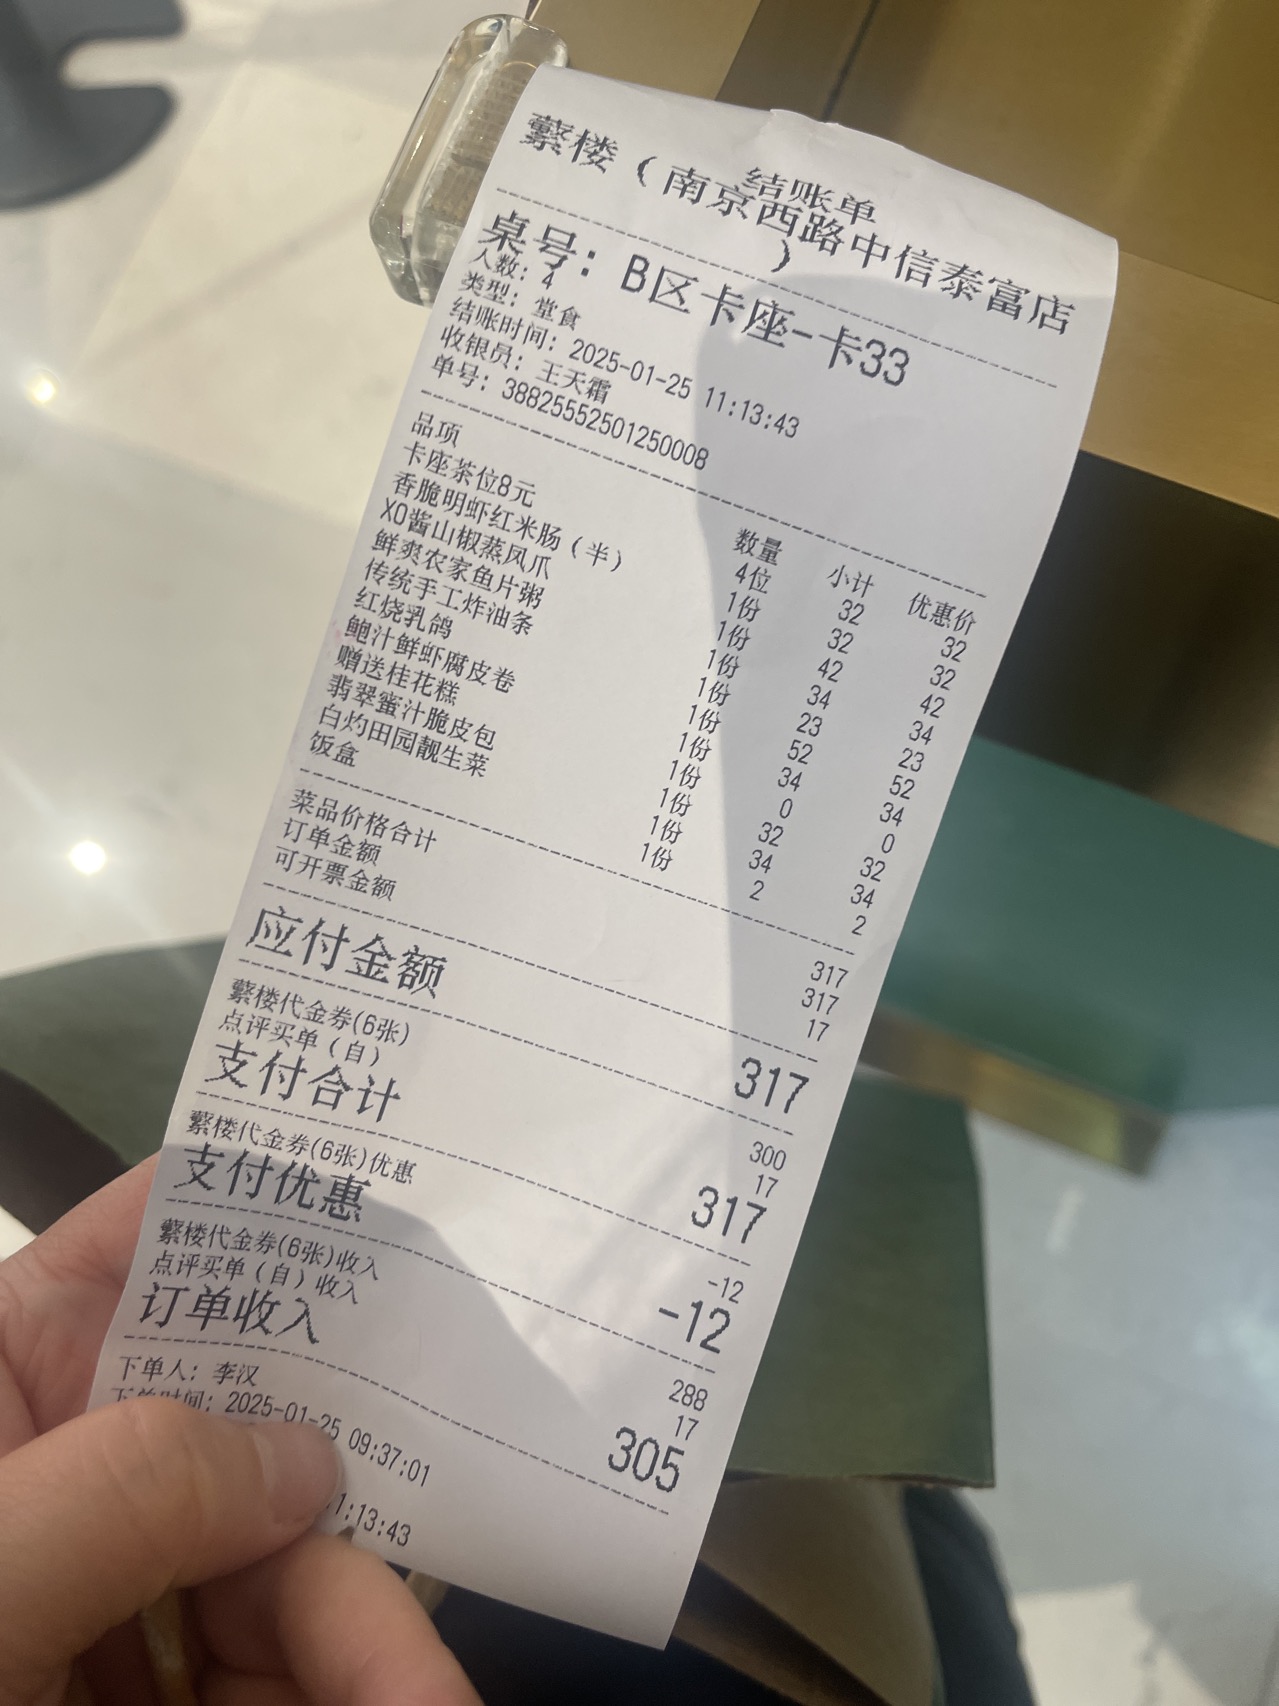 结账单
蘩楼（南京西路中信泰富店
）
桌号：B区卡座-卡33
人数：4
类型：堂食
结账时间：2025-01-25 11:13:43
收银员：王天霜
单号：38825552501250008
品项 数量 小计 优惠价
卡座茶位8元 4位 32 32
香脆明虾红米肠（半） 1份 32 32
XO酱山椒蒸凤爪 1份 42 42
鲜爽农家鱼片粥 1份 34 34
传统手工炸油条 1份 23 23
红烧乳鸽 1份 52 52
鲍汁鲜虾腐皮卷 1份 34 34
赠送桂花糕 1份 0 0
翡翠蜜汁脆皮包 1份 32 32
白灼田园靓生菜 1份 34 34
饭盒 1份 2 2
菜品价格合计 317
订单金额 317
可开票金额 17
应付金额 317
蘩楼代金券(6张) 300
点评买单（自） 17
支付合计 317
蘩楼代金券(6张)优惠 -12
支付优惠 -12
蘩楼代金券(6张)收入 288
点评买单（自）收入 17
订单收入 305
下单人：李汉
下单时间：2025-01-25 09:37:01
1:13:43